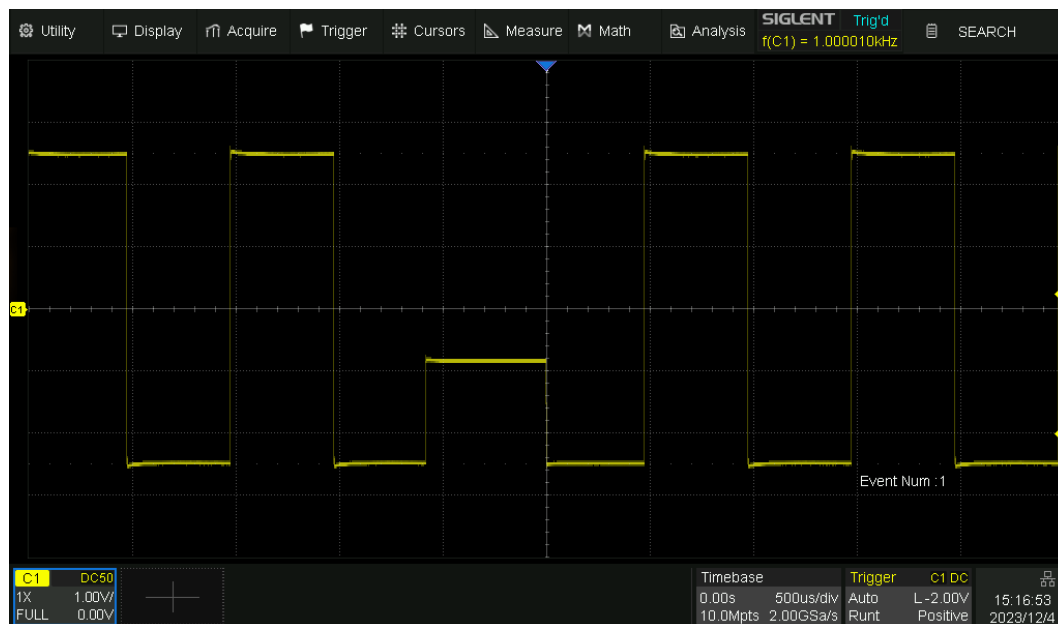 Utility Display Acquire Trigger Cursors Measure Math Analysis SIGLENT Trig'd SEARCH
f(C1) = 1.000010kHz
C1
Event Num :1
C1 DC50 Timebase Trigger C1 DC
1X 1.00V/ 0.00s 500us/div Auto L -2.00V 15:16:53
FULL 0.00V 10.0Mpts 2.00GSa/s Runt Positive 2023/12/4